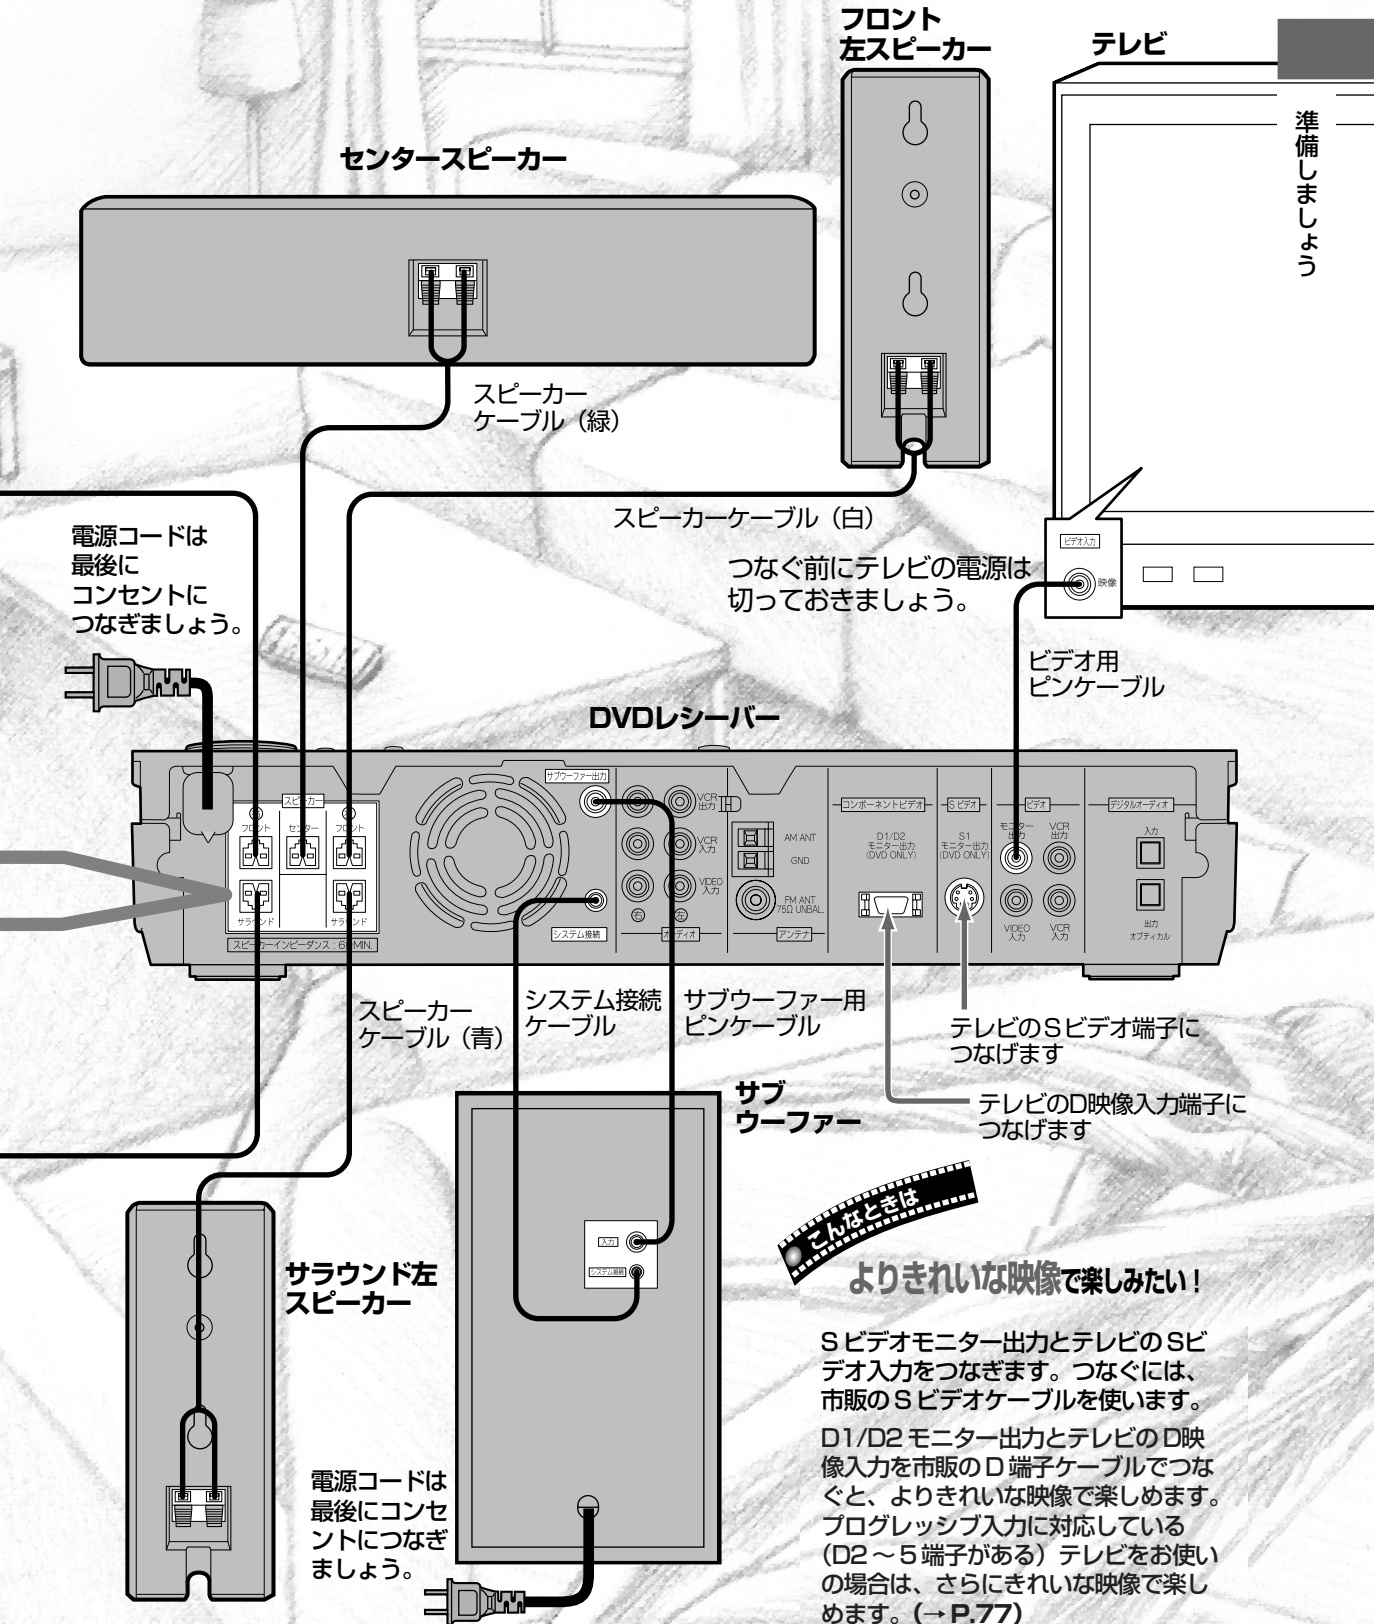 フロント
左スピーカー
テレビ
準備しましょう
センタースピーカー
スピーカー
ケーブル（緑）
スピーカーケーブル（白）
電源コードは
最後に
コンセントに
つなぎましょう。
つなぐ前にテレビの電源は
切っておきましょう。
ビデオ入力
映像
ビデオ用
ピンケーブル
DVDレシーバー
サブウーファー出力
スピーカー
右
左
フロント
センター
フロント
サラウンド
サラウンド
スピーカーインピーダンス：6Ω MIN.
システム接続
VCR
出力
VCR
入力
VIDEO
入力
右
左
オーディオ
AM ANT
GND
FM ANT
75Ω UNBAL.
アンテナ
コンポーネントビデオ
D1/D2
モニター出力
(DVD ONLY)
Sビデオ
S1
モニター出力
(DVD ONLY)
ビデオ
モニター
出力
VCR
出力
VIDEO
入力
VCR
入力
デジタルオーディオ
入力
出力
オプティカル
スピーカー
ケーブル（青）
システム接続
ケーブル
サブウーファー用
ピンケーブル
テレビのSビデオ端子に
つなげます
テレビのD映像入力端子に
つなげます
サブ
ウーファー
入力
システム接続
サラウンド左
スピーカー
電源コードは
最後にコンセ
ントにつなぎ
ましょう。
こんなときは
よりきれいな映像で楽しみたい！
SビデオモニターЕ出力とテレビのSビ
デオ入力をつなぎます。つなぐには、
市販のSビデオケーブルを使います。
D1/D2モニター出力とテレビのD映
像入力を市販のD端子ケーブルでつな
ぐと、よりきれいな映像で楽しめます。
プログレッシブ入力に対応している
（D2～5端子がある）テレビをお使い
の場合は、さらにきれいな映像で楽し
めます。(→P.77)